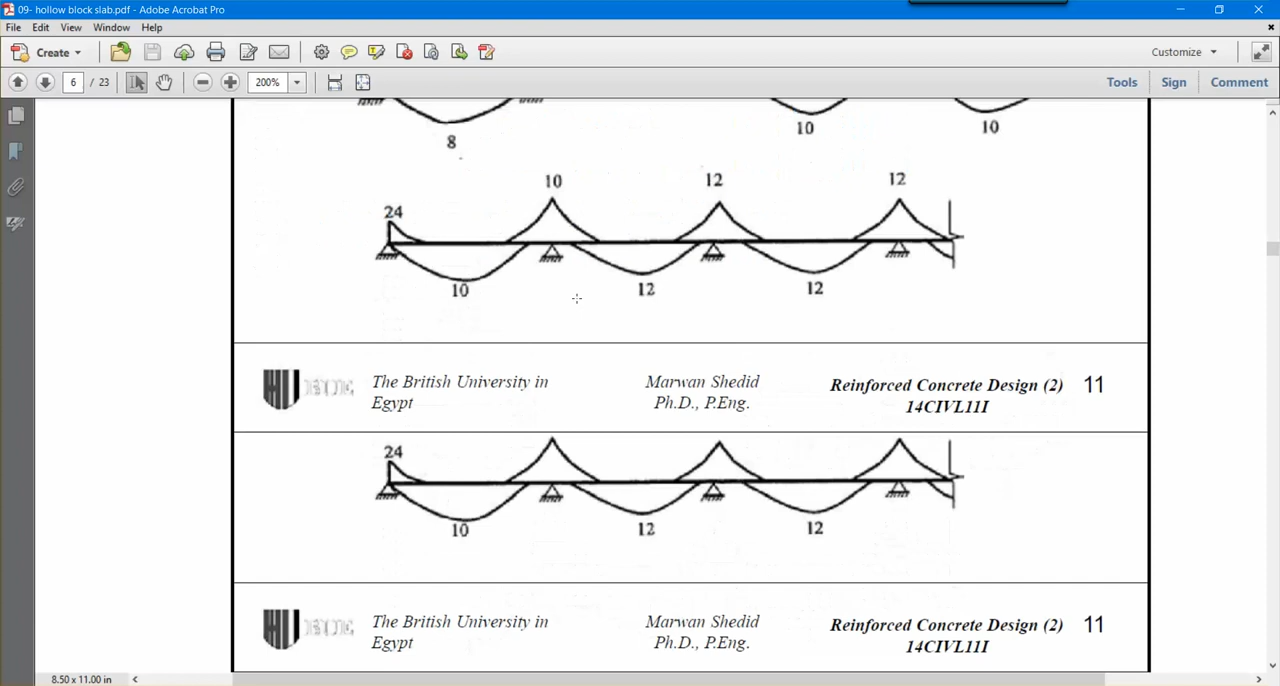 09- hollow block slab.pdf - Adobe Acrobat Pro
File Edit View Window Help
Create Customize
6 / 23 200% Tools Sign Comment
8 10 10
10 12 12
24
10 12 12
The British University in
Egypt
Marwan Shedid
Ph.D., P.Eng.
Reinforced Concrete Design (2)
14CIVL11I
11
24
10 12 12
The British University in
Egypt
Marwan Shedid
Ph.D., P.Eng.
Reinforced Concrete Design (2)
14CIVL11I
11
8.50 x 11.00 in